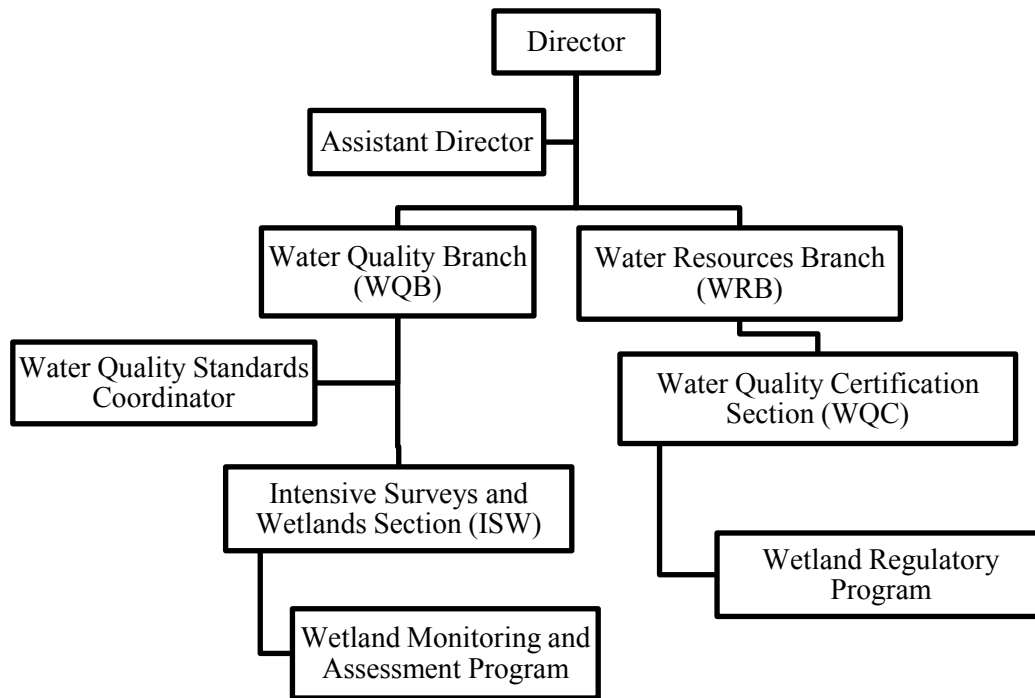 Director
Assistant Director
Water Quality Branch
(WQB)
Water Resources Branch
(WRB)
Water Quality Standards
Coordinator
Water Quality Certification
Section (WQC)
Intensive Surveys and
Wetlands Section (ISW)
Wetland Regulatory
Program
Wetland Monitoring and
Assessment Program